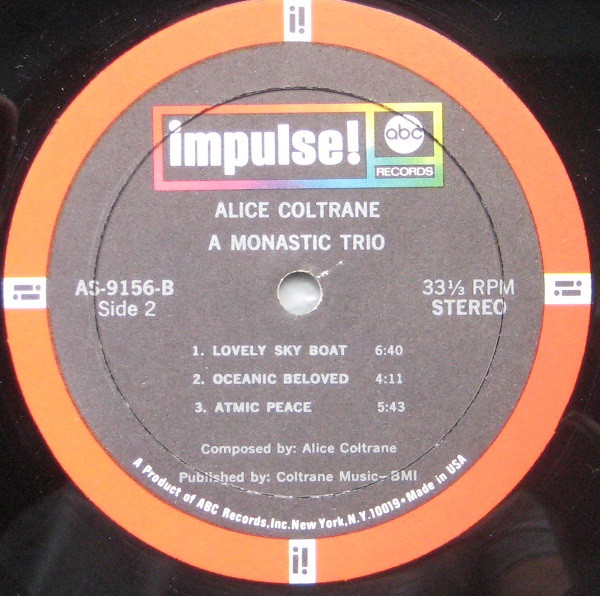 i!
impulse!
abc
RECORDS
ALICE COLTRANE
A MONASTIC TRIO
AS-9156-B
Side 2
33⅓ RPM
STEREO
i!
i!
1. LOVELY SKY BOAT 6:40
2. OCEANIC BELOVED 4:11
3. ATMIC PEACE 5:43
Composed by: Alice Coltrane
Published by: Coltrane Music—BMI
A Product of ABC Records, Inc. New York, N.Y. 10019 • Made in USA
i!